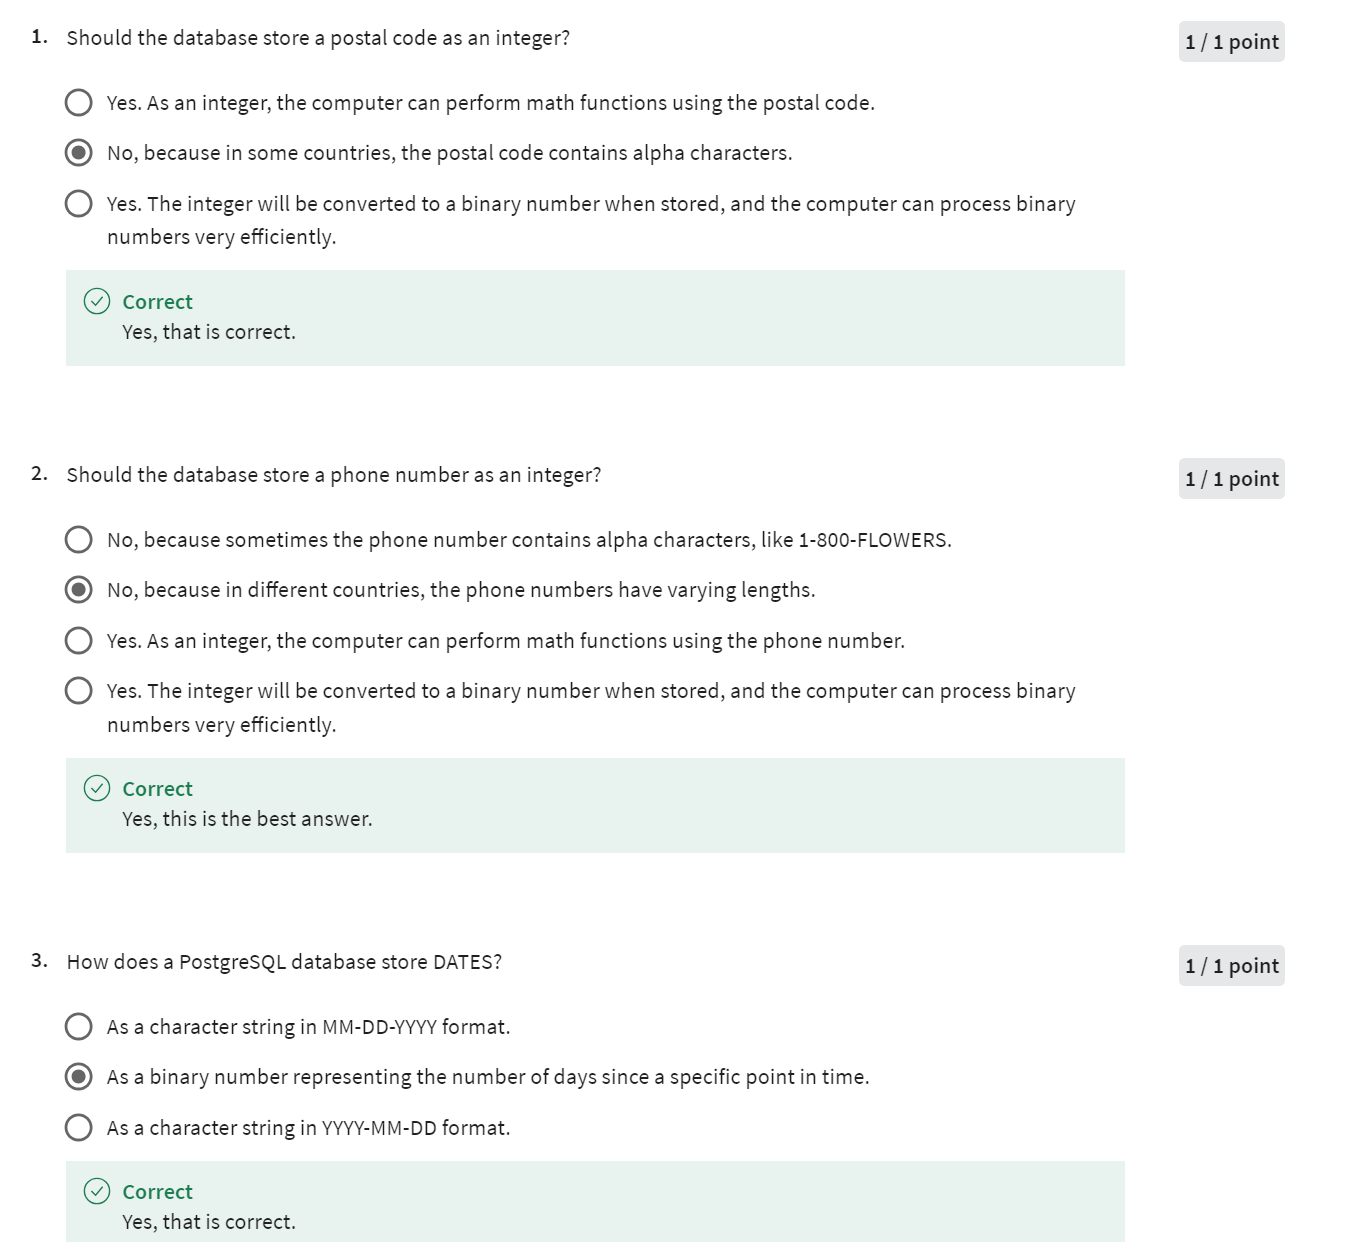 1. Should the database store a postal code as an integer?
1 / 1 point
Yes. As an integer, the computer can perform math functions using the postal code.
No, because in some countries, the postal code contains alpha characters.
Yes. The integer will be converted to a binary number when stored, and the computer can process binary
numbers very efficiently.
Correct
Yes, that is correct.
2. Should the database store a phone number as an integer?
1 / 1 point
No, because sometimes the phone number contains alpha characters, like 1-800-FLOWERS.
No, because in different countries, the phone numbers have varying lengths.
Yes. As an integer, the computer can perform math functions using the phone number.
Yes. The integer will be converted to a binary number when stored, and the computer can process binary
numbers very efficiently.
Correct
Yes, this is the best answer.
3. How does a PostgreSQL database store DATES?
1 / 1 point
As a character string in MM-DD-YYYY format.
As a binary number representing the number of days since a specific point in time.
As a character string in YYYY-MM-DD format.
Correct
Yes, that is correct.